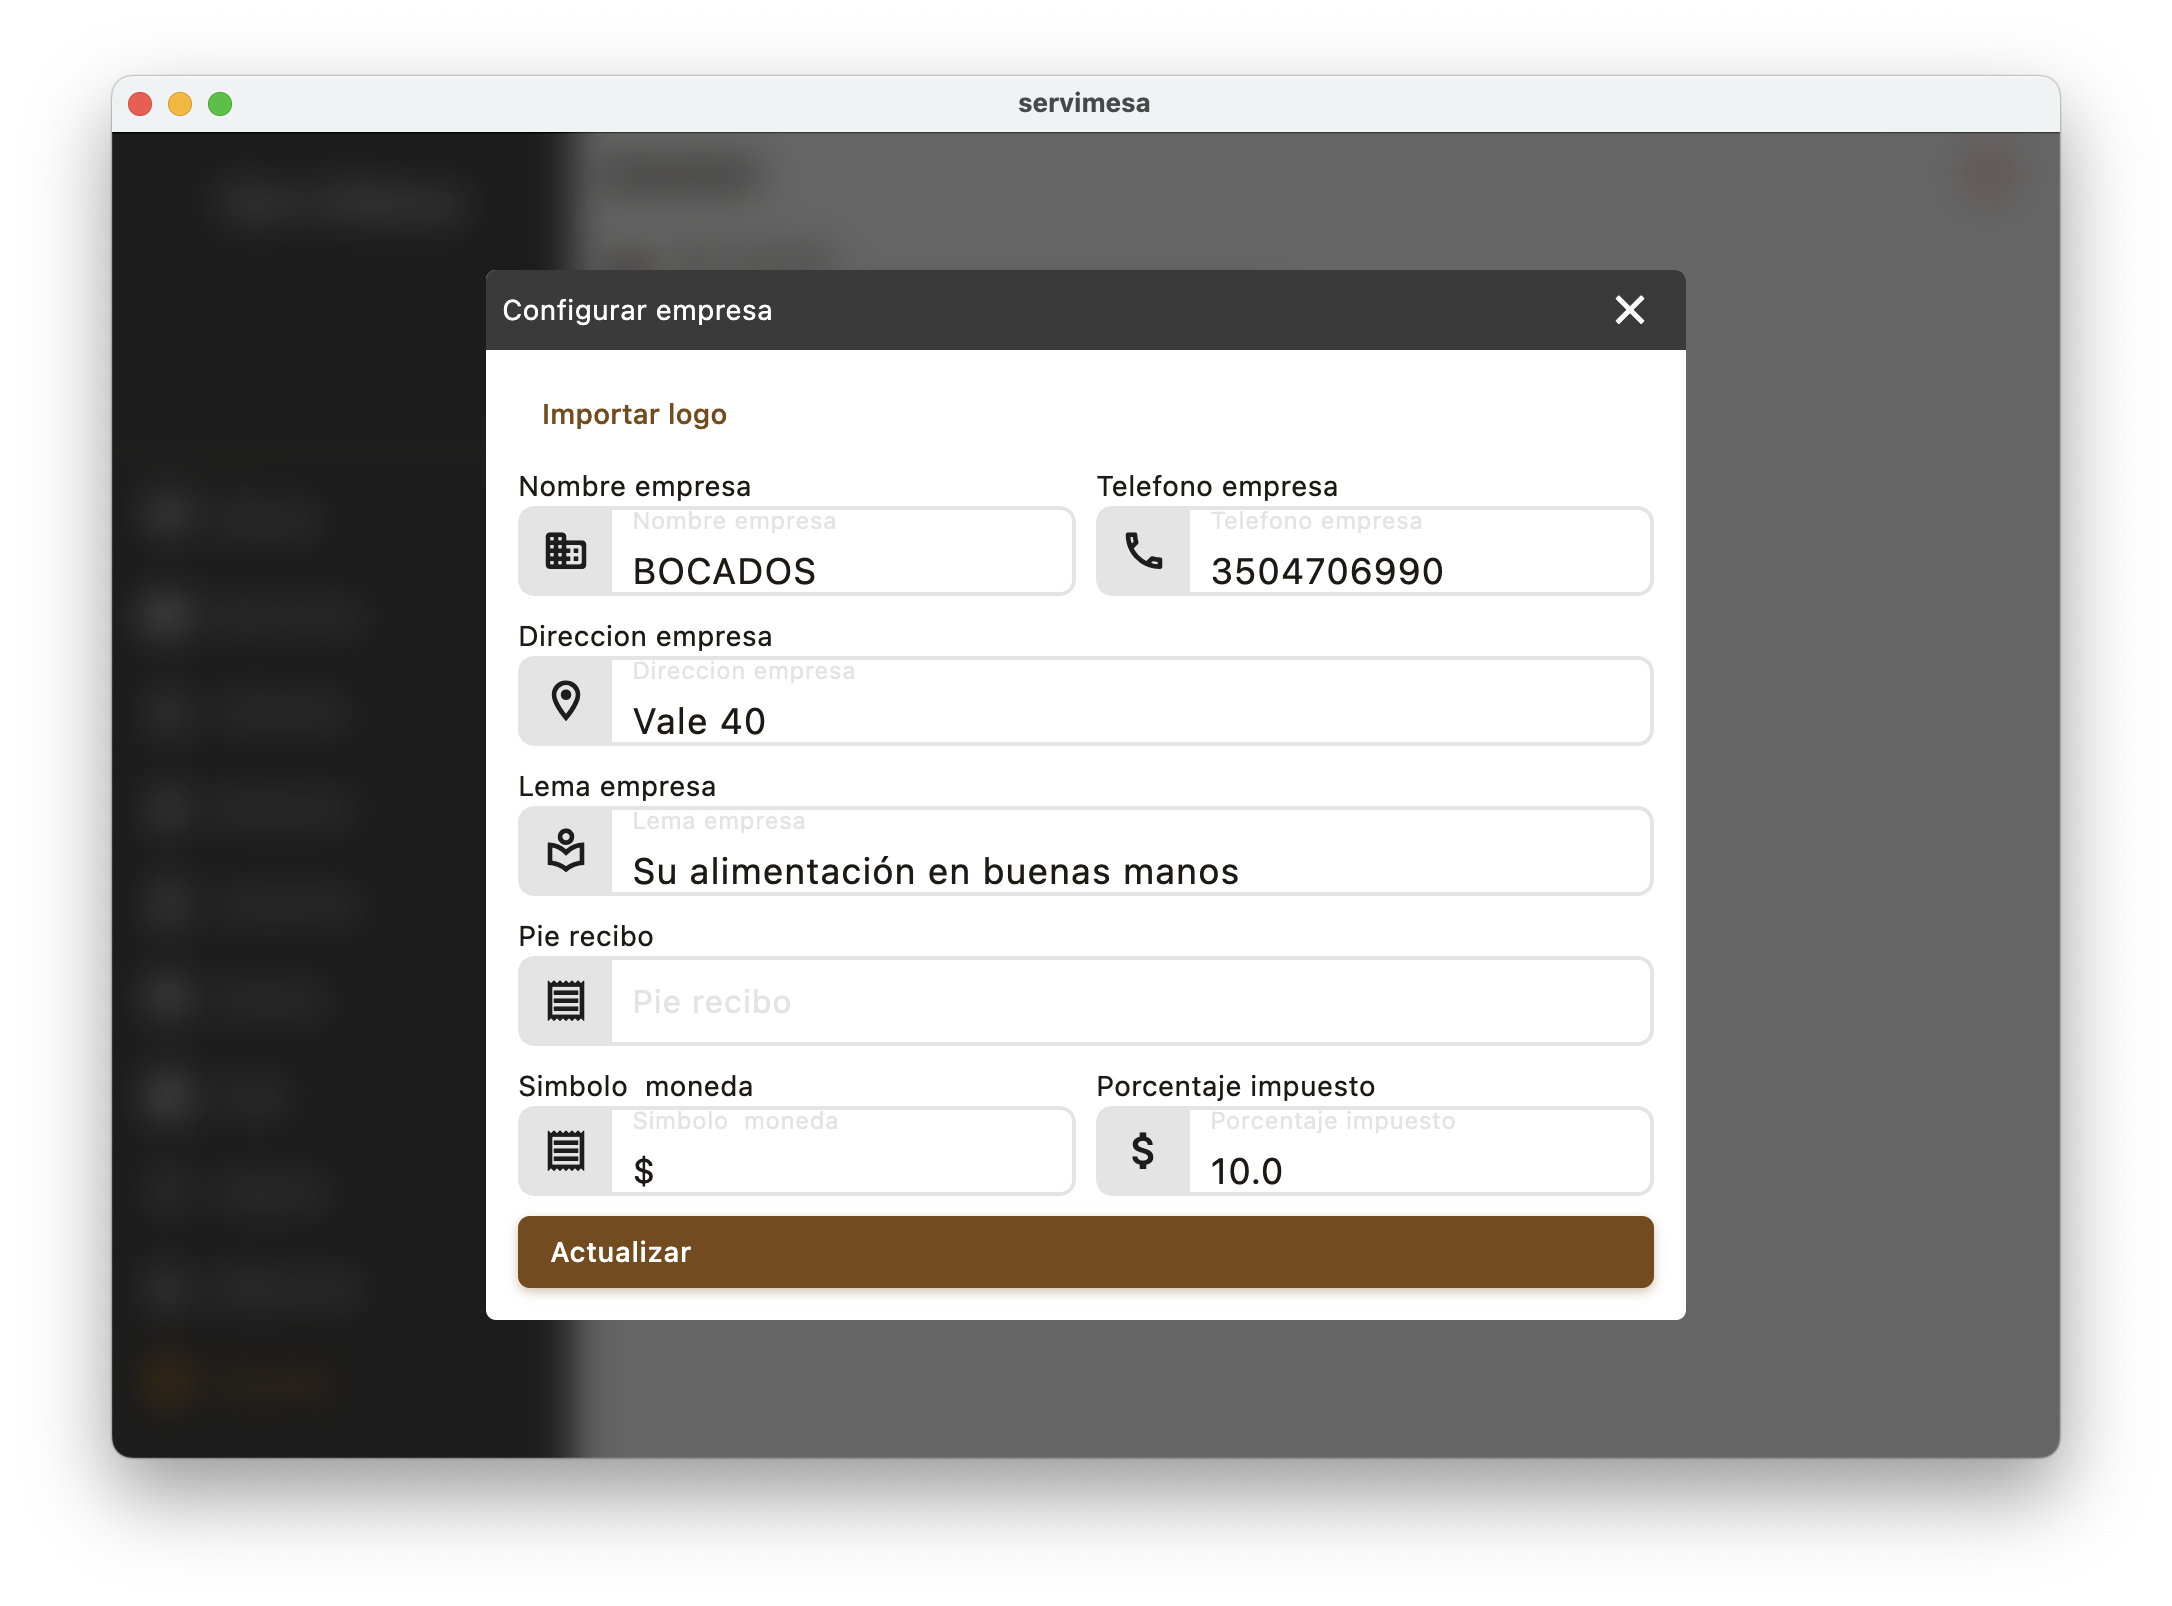 servimesa
Configurar empresa
Importar logo
Nombre empresa
Telefono empresa
Nombre empresa
BOCADOS
Telefono empresa
3504706990
Direccion empresa
Direccion empresa
Vale 40
Lema empresa
Lema empresa
Su alimentación en buenas manos
Pie recibo
Pie recibo
Simbolo  moneda
Porcentaje impuesto
Simbolo  moneda
$
Porcentaje impuesto
$
10.0
Actualizar